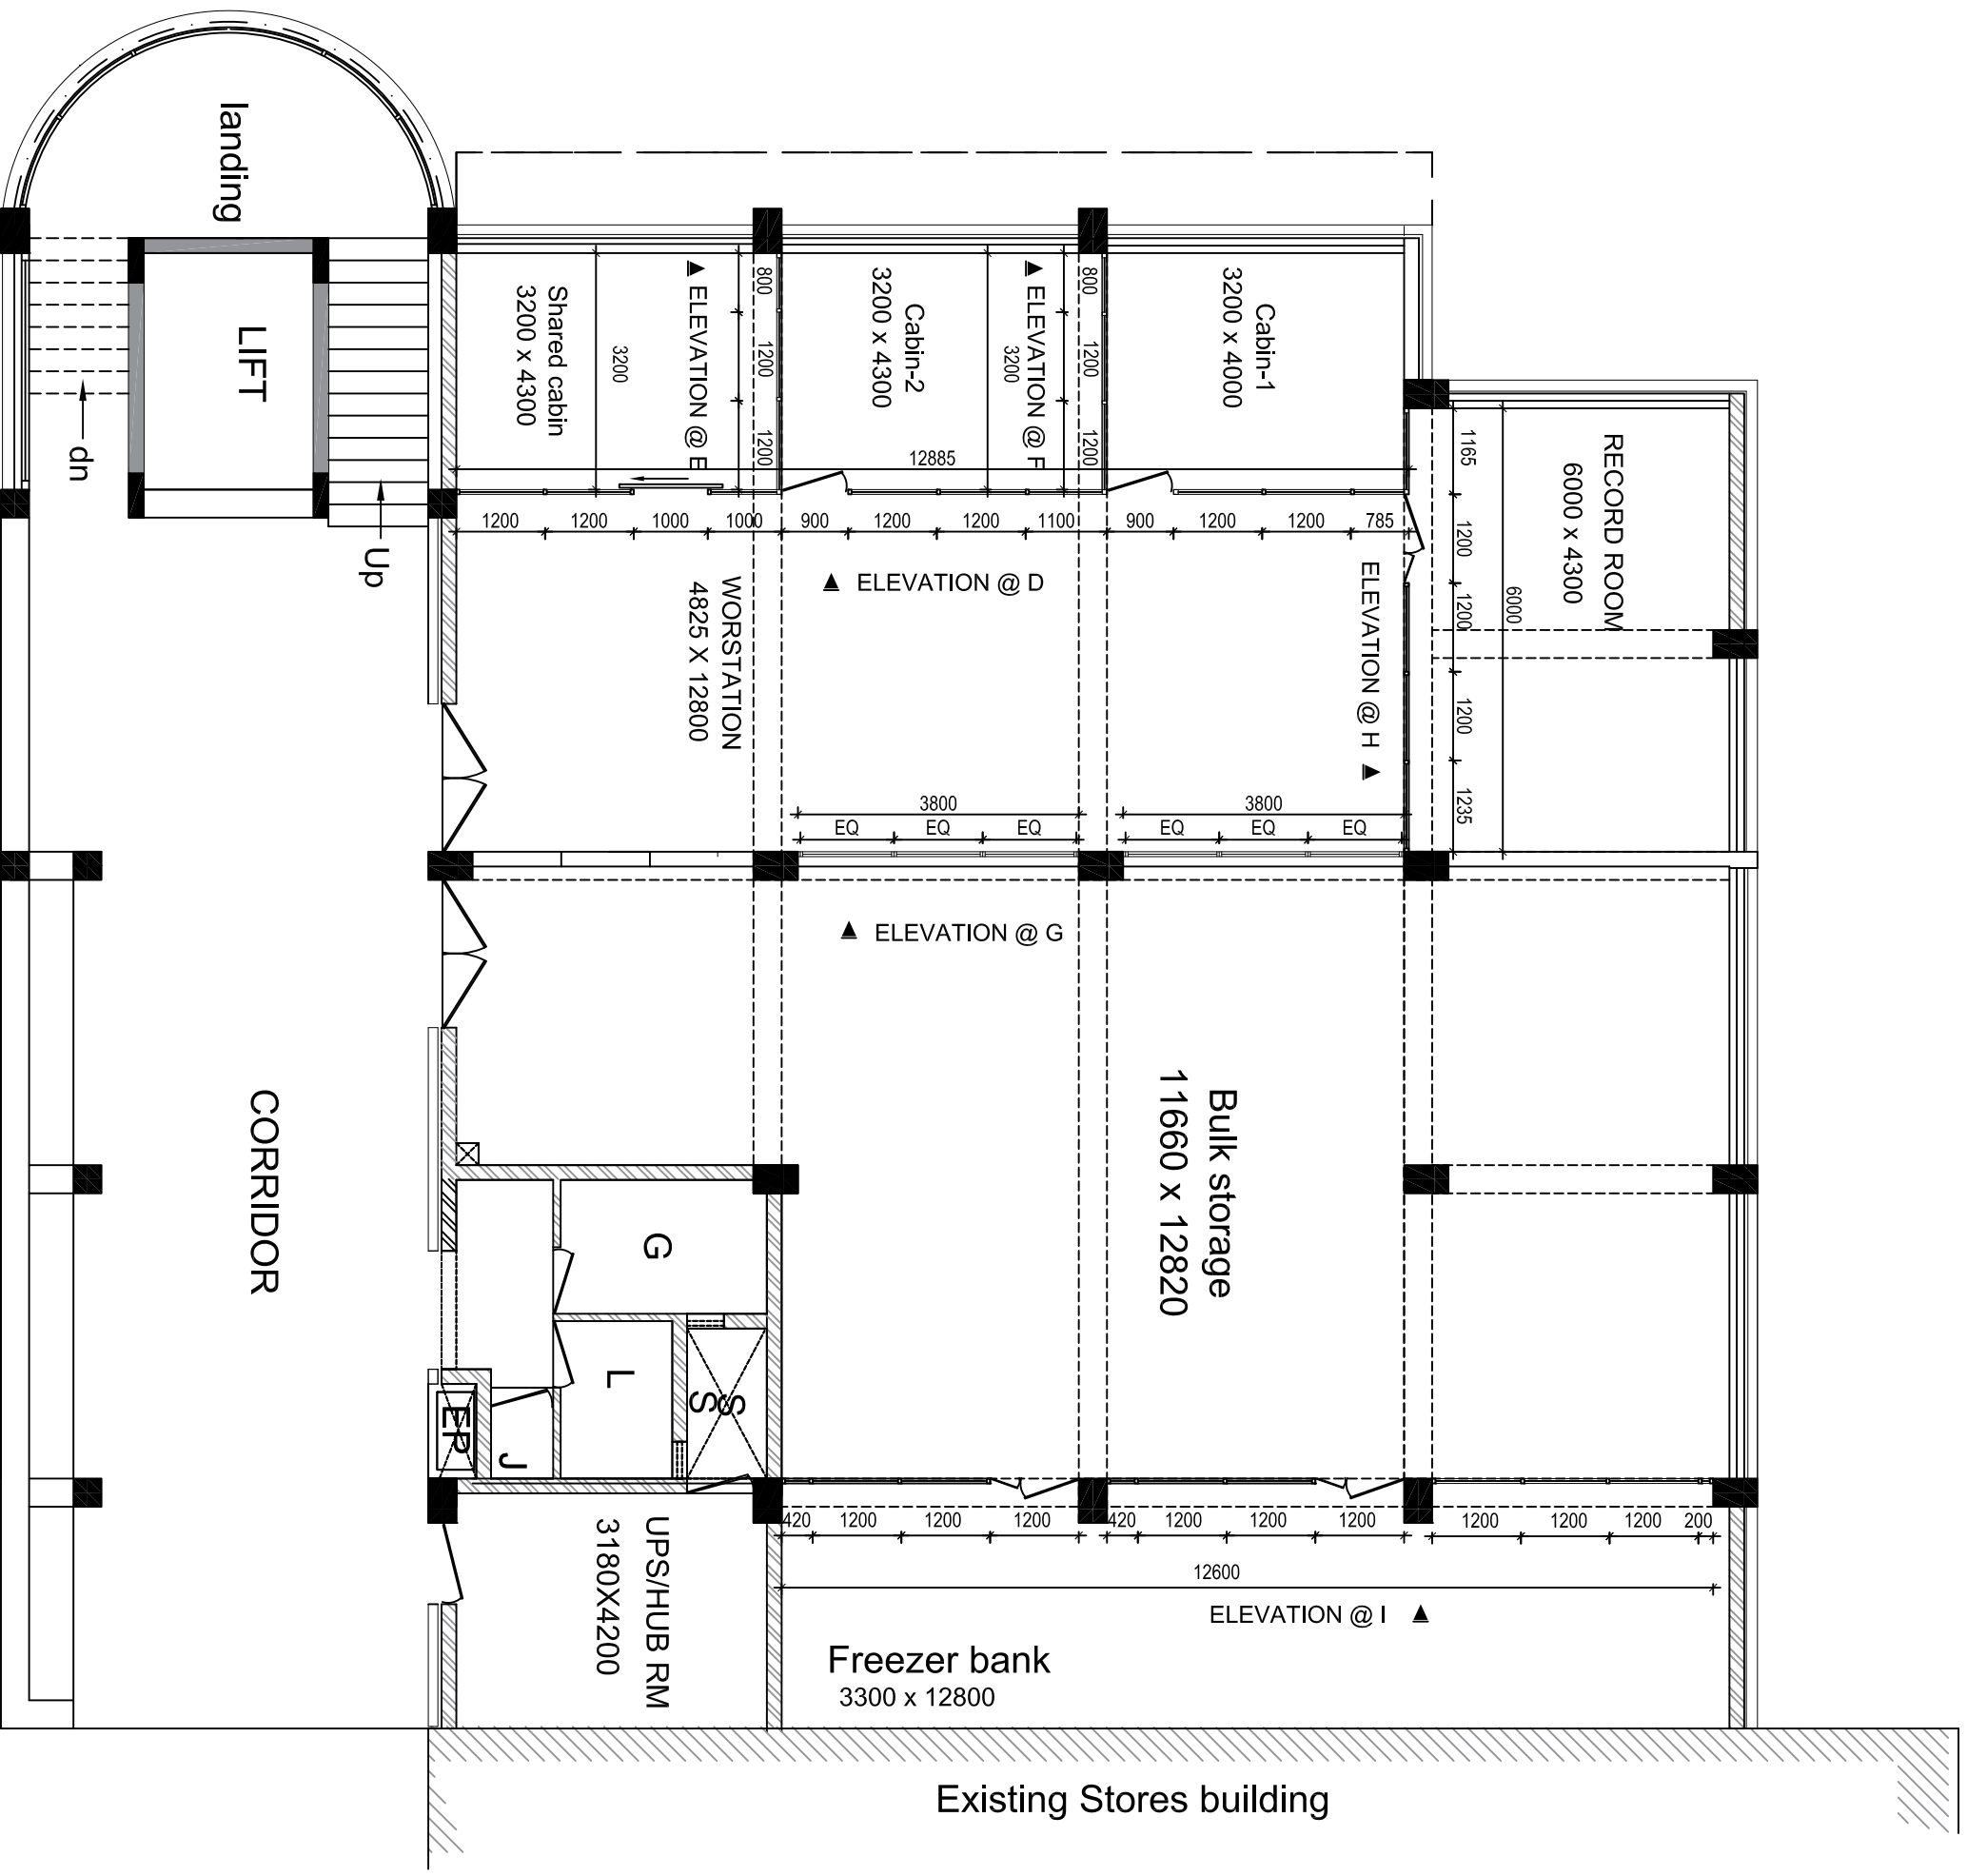 landing
LIFT
dn
Up
Shared cabin
3200 x 4300
3200
▲ ELEVATION @ E
800
1200
1200
Cabin-2
3200 x 4300
3200
▲ ELEVATION @ F
800
1200
1200
Cabin-1
3200 x 4000
12885
1200
1200
1000
1000
900
1200
1200
1100
900
1200
1200
785
RECORD ROOM
6000 x 4300
6000
1165
1200
1200
1200
1235
▲ ELEVATION @ D
ELEVATION @ H ▲
WORSTATION
4825 X 12800
3800
EQ
EQ
EQ
3800
EQ
EQ
EQ
▲ ELEVATION @ G
CORRIDOR
Bulk storage
11660 x 12820
G
L
S
S
EP
J
UPS/HUB RM
3180X4200
420
1200
1200
1200
420
1200
1200
1200
1200
1200
1200
200
12600
ELEVATION @ I ▲
Freezer bank
3300 x 12800
Existing Stores building